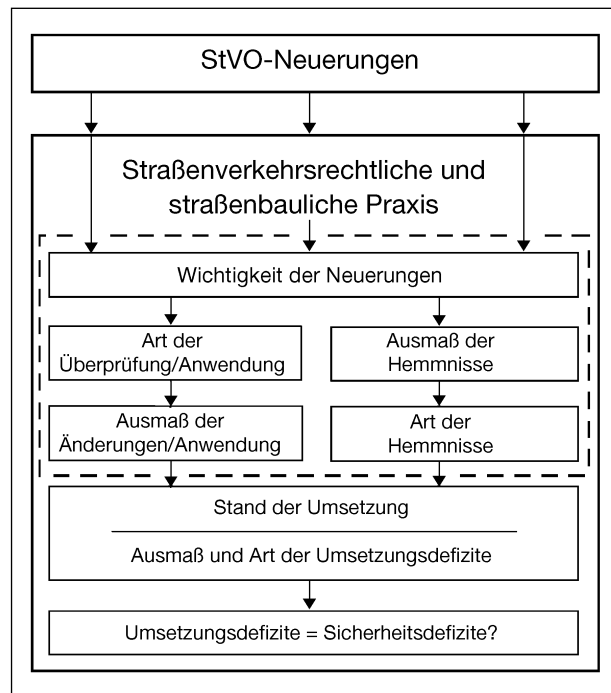 StVO-Neuerungen
Straßenverkehrsrechtliche und
straßenbauliche Praxis
Wichtigkeit der Neuerungen
Art der
Überprüfung/Anwendung
Ausmaß der
Hemmnisse
Ausmaß der
Änderungen/Anwendung
Art der
Hemmnisse
Stand der Umsetzung
Ausmaß und Art der Umsetzungsdefizite
Umsetzungsdefizite = Sicherheitsdefizite?